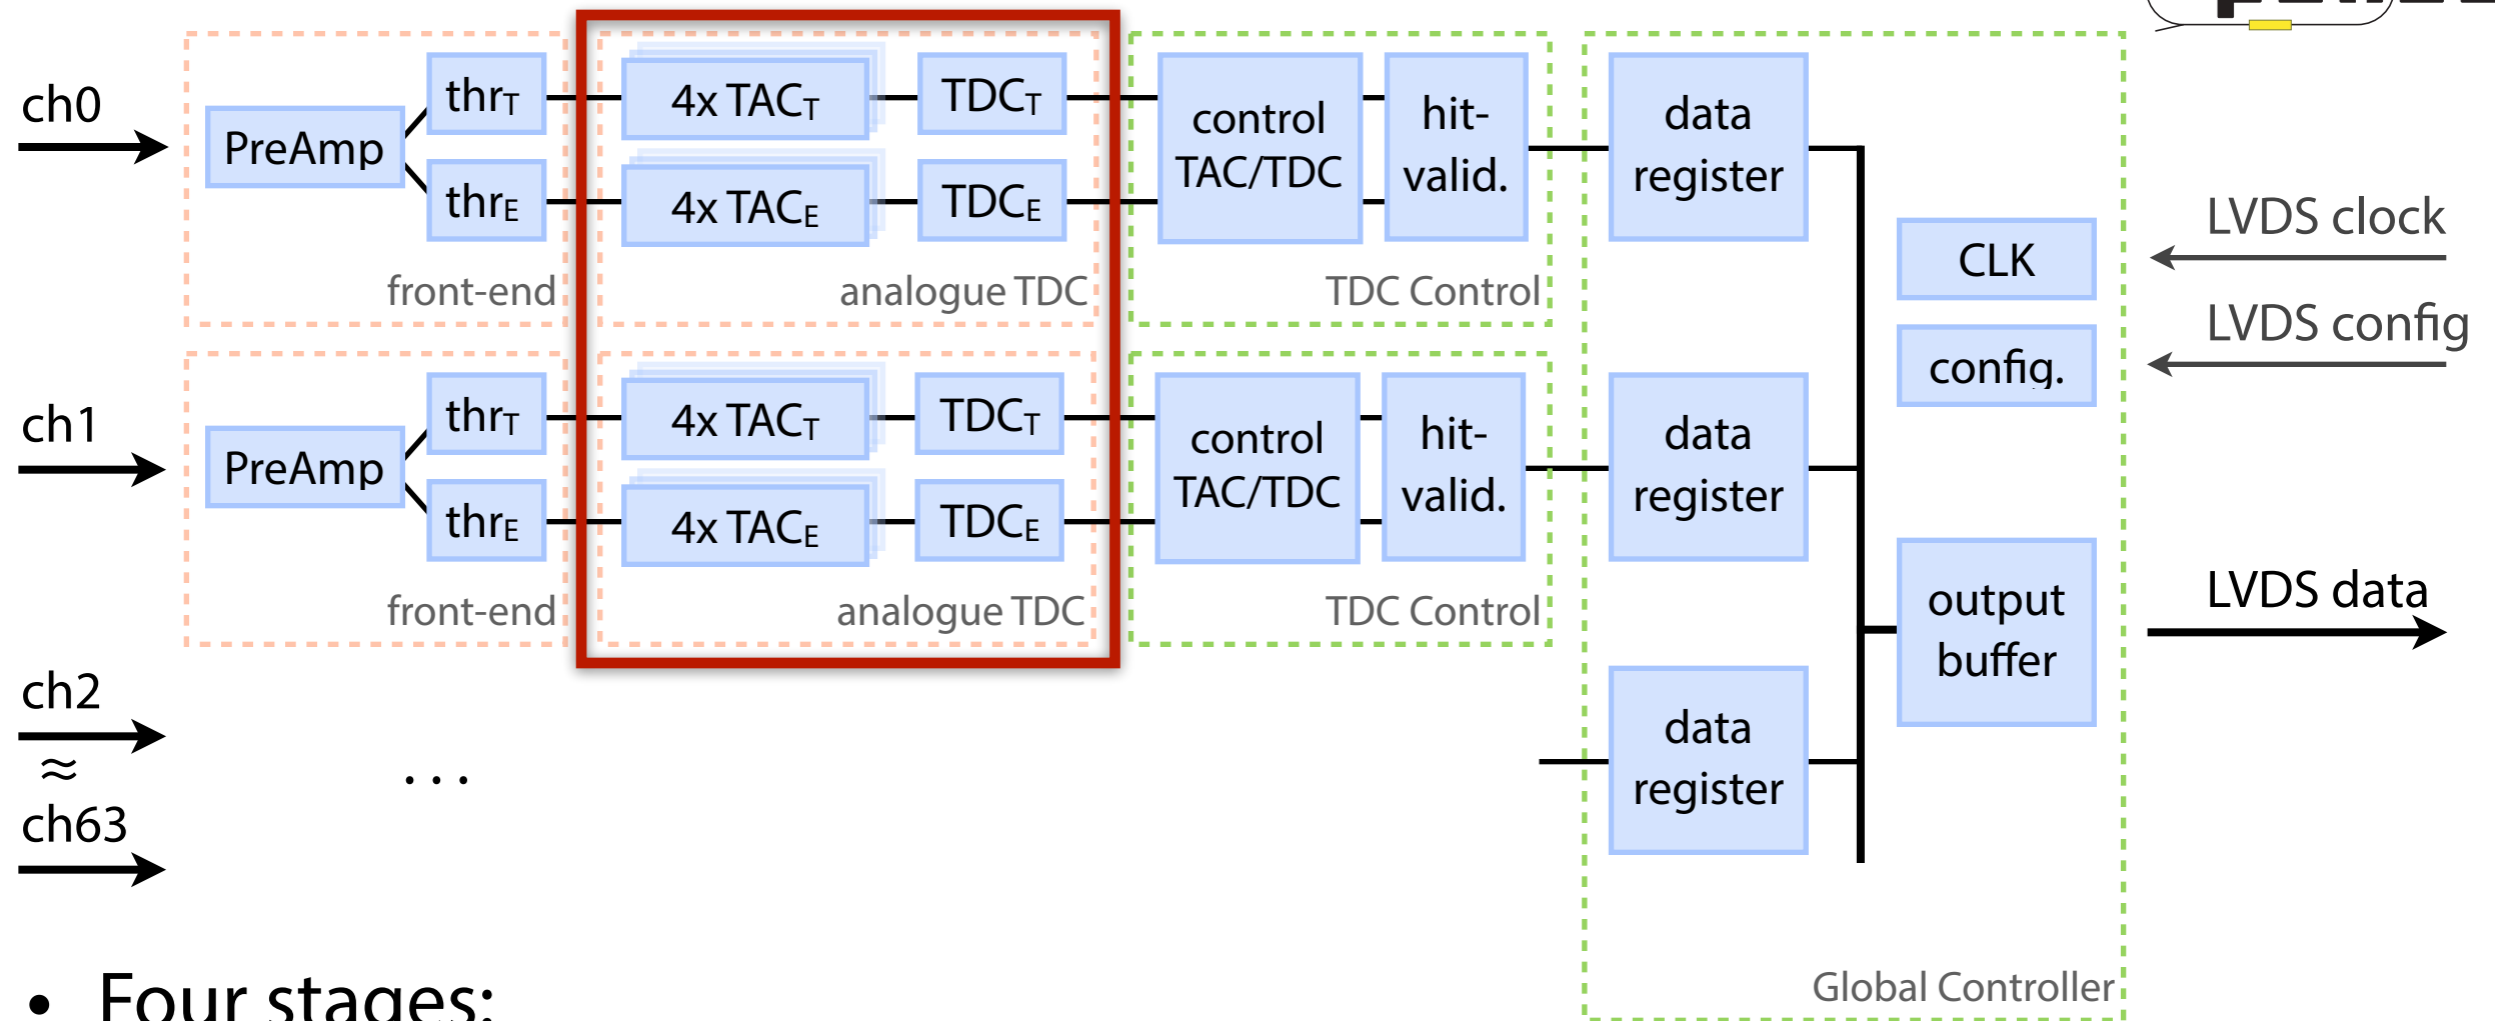 ch0
PreAmp
thrT
thrE
4x TACT
4x TACE
TDCT
TDCE
control
TAC/TDC
hit-
valid.
data
register
front-end
analogue TDC
TDC Control
ch1
PreAmp
thrT
thrE
4x TACT
4x TACE
TDCT
TDCE
control
TAC/TDC
hit-
valid.
data
register
front-end
analogue TDC
TDC Control
ch2
≈
ch63
...
data
register
CLK
config.
output
buffer
Global Controller
LVDS clock
LVDS config
LVDS data
• Four stages: